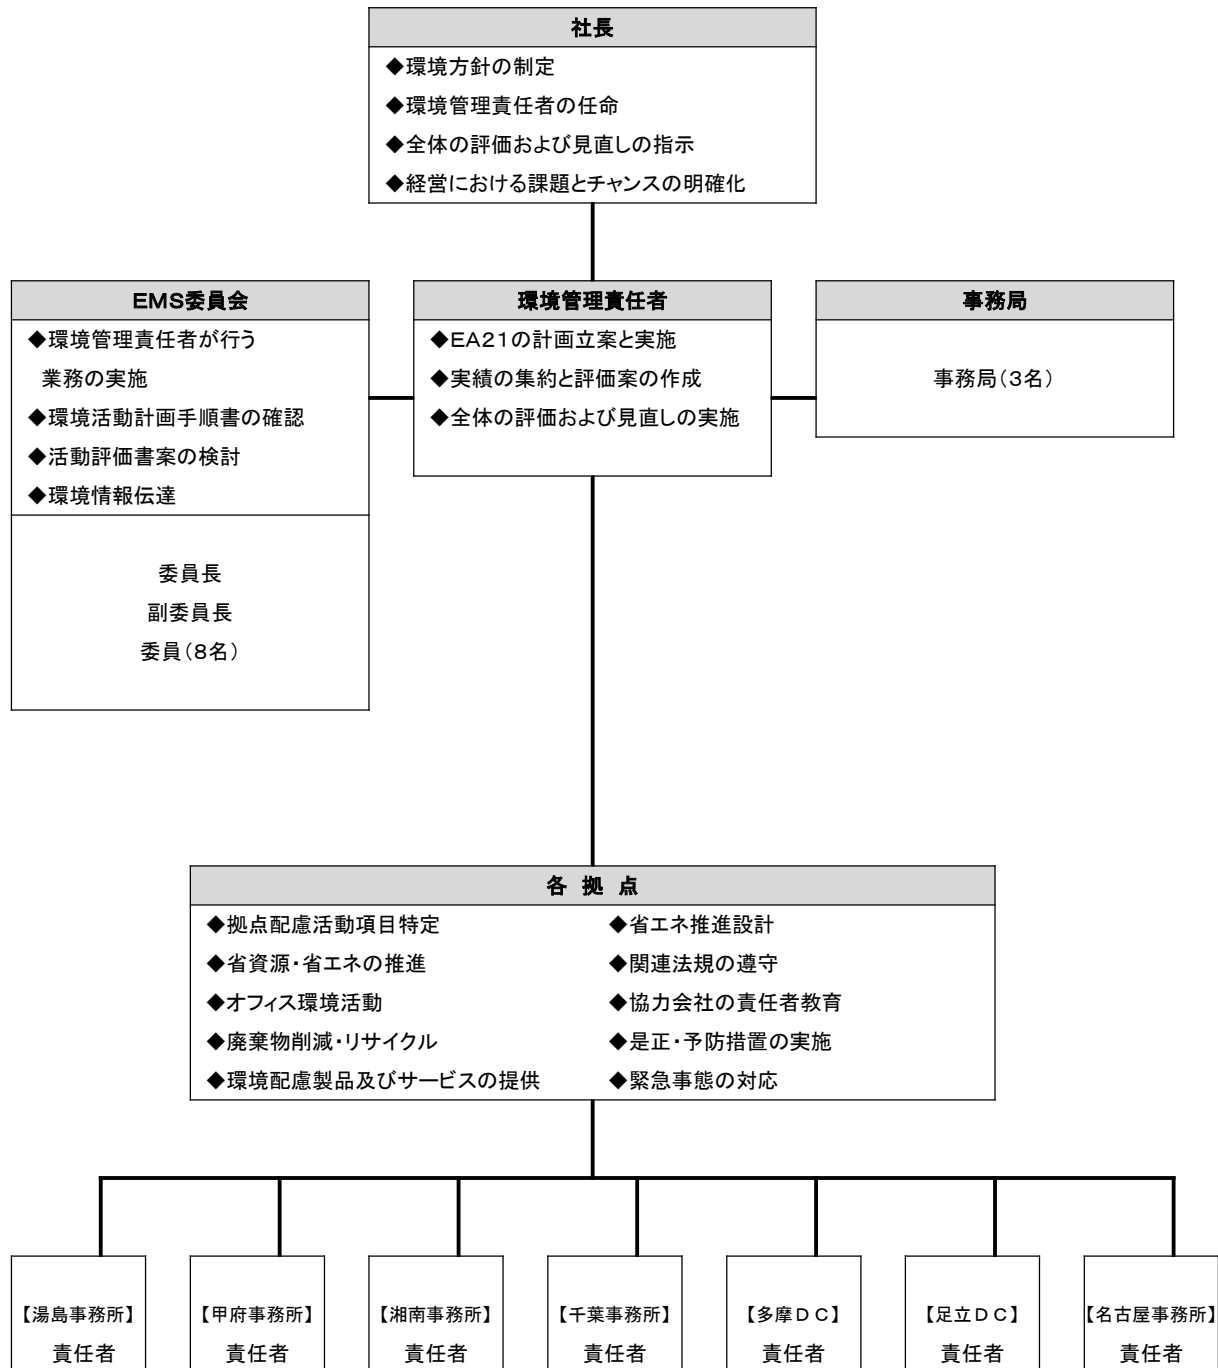 社長
◆環境方針の制定
◆環境管理責任者の任命
◆全体の評価および見直しの指示
◆経営における課題とチャンスの明確化
EMS委員会
◆環境管理責任者が行う
業務の実施
◆環境活動計画手順書の確認
◆活動評価書案の検討
◆環境情報伝達
委員長
副委員長
委員(8名)
環境管理責任者
◆EA21の計画立案と実施
◆実績の集約と評価案の作成
◆全体の評価および見直しの実施
事務局
事務局(3名)
各 拠 点
◆拠点配慮活動項目特定
◆省資源・省エネの推進
◆オフィス環境活動
◆廃棄物削減・リサイクル
◆環境配慮製品及びサービスの提供
◆省エネ推進設計
◆関連法規の遵守
◆協力会社の責任者教育
◆是正・予防措置の実施
◆緊急事態の対応
【湯島事務所】
責任者
【甲府事務所】
責任者
【湘南事務所】
責任者
【千葉事務所】
責任者
【多摩DC】
責任者
【足立DC】
責任者
【名古屋事務所】
責任者